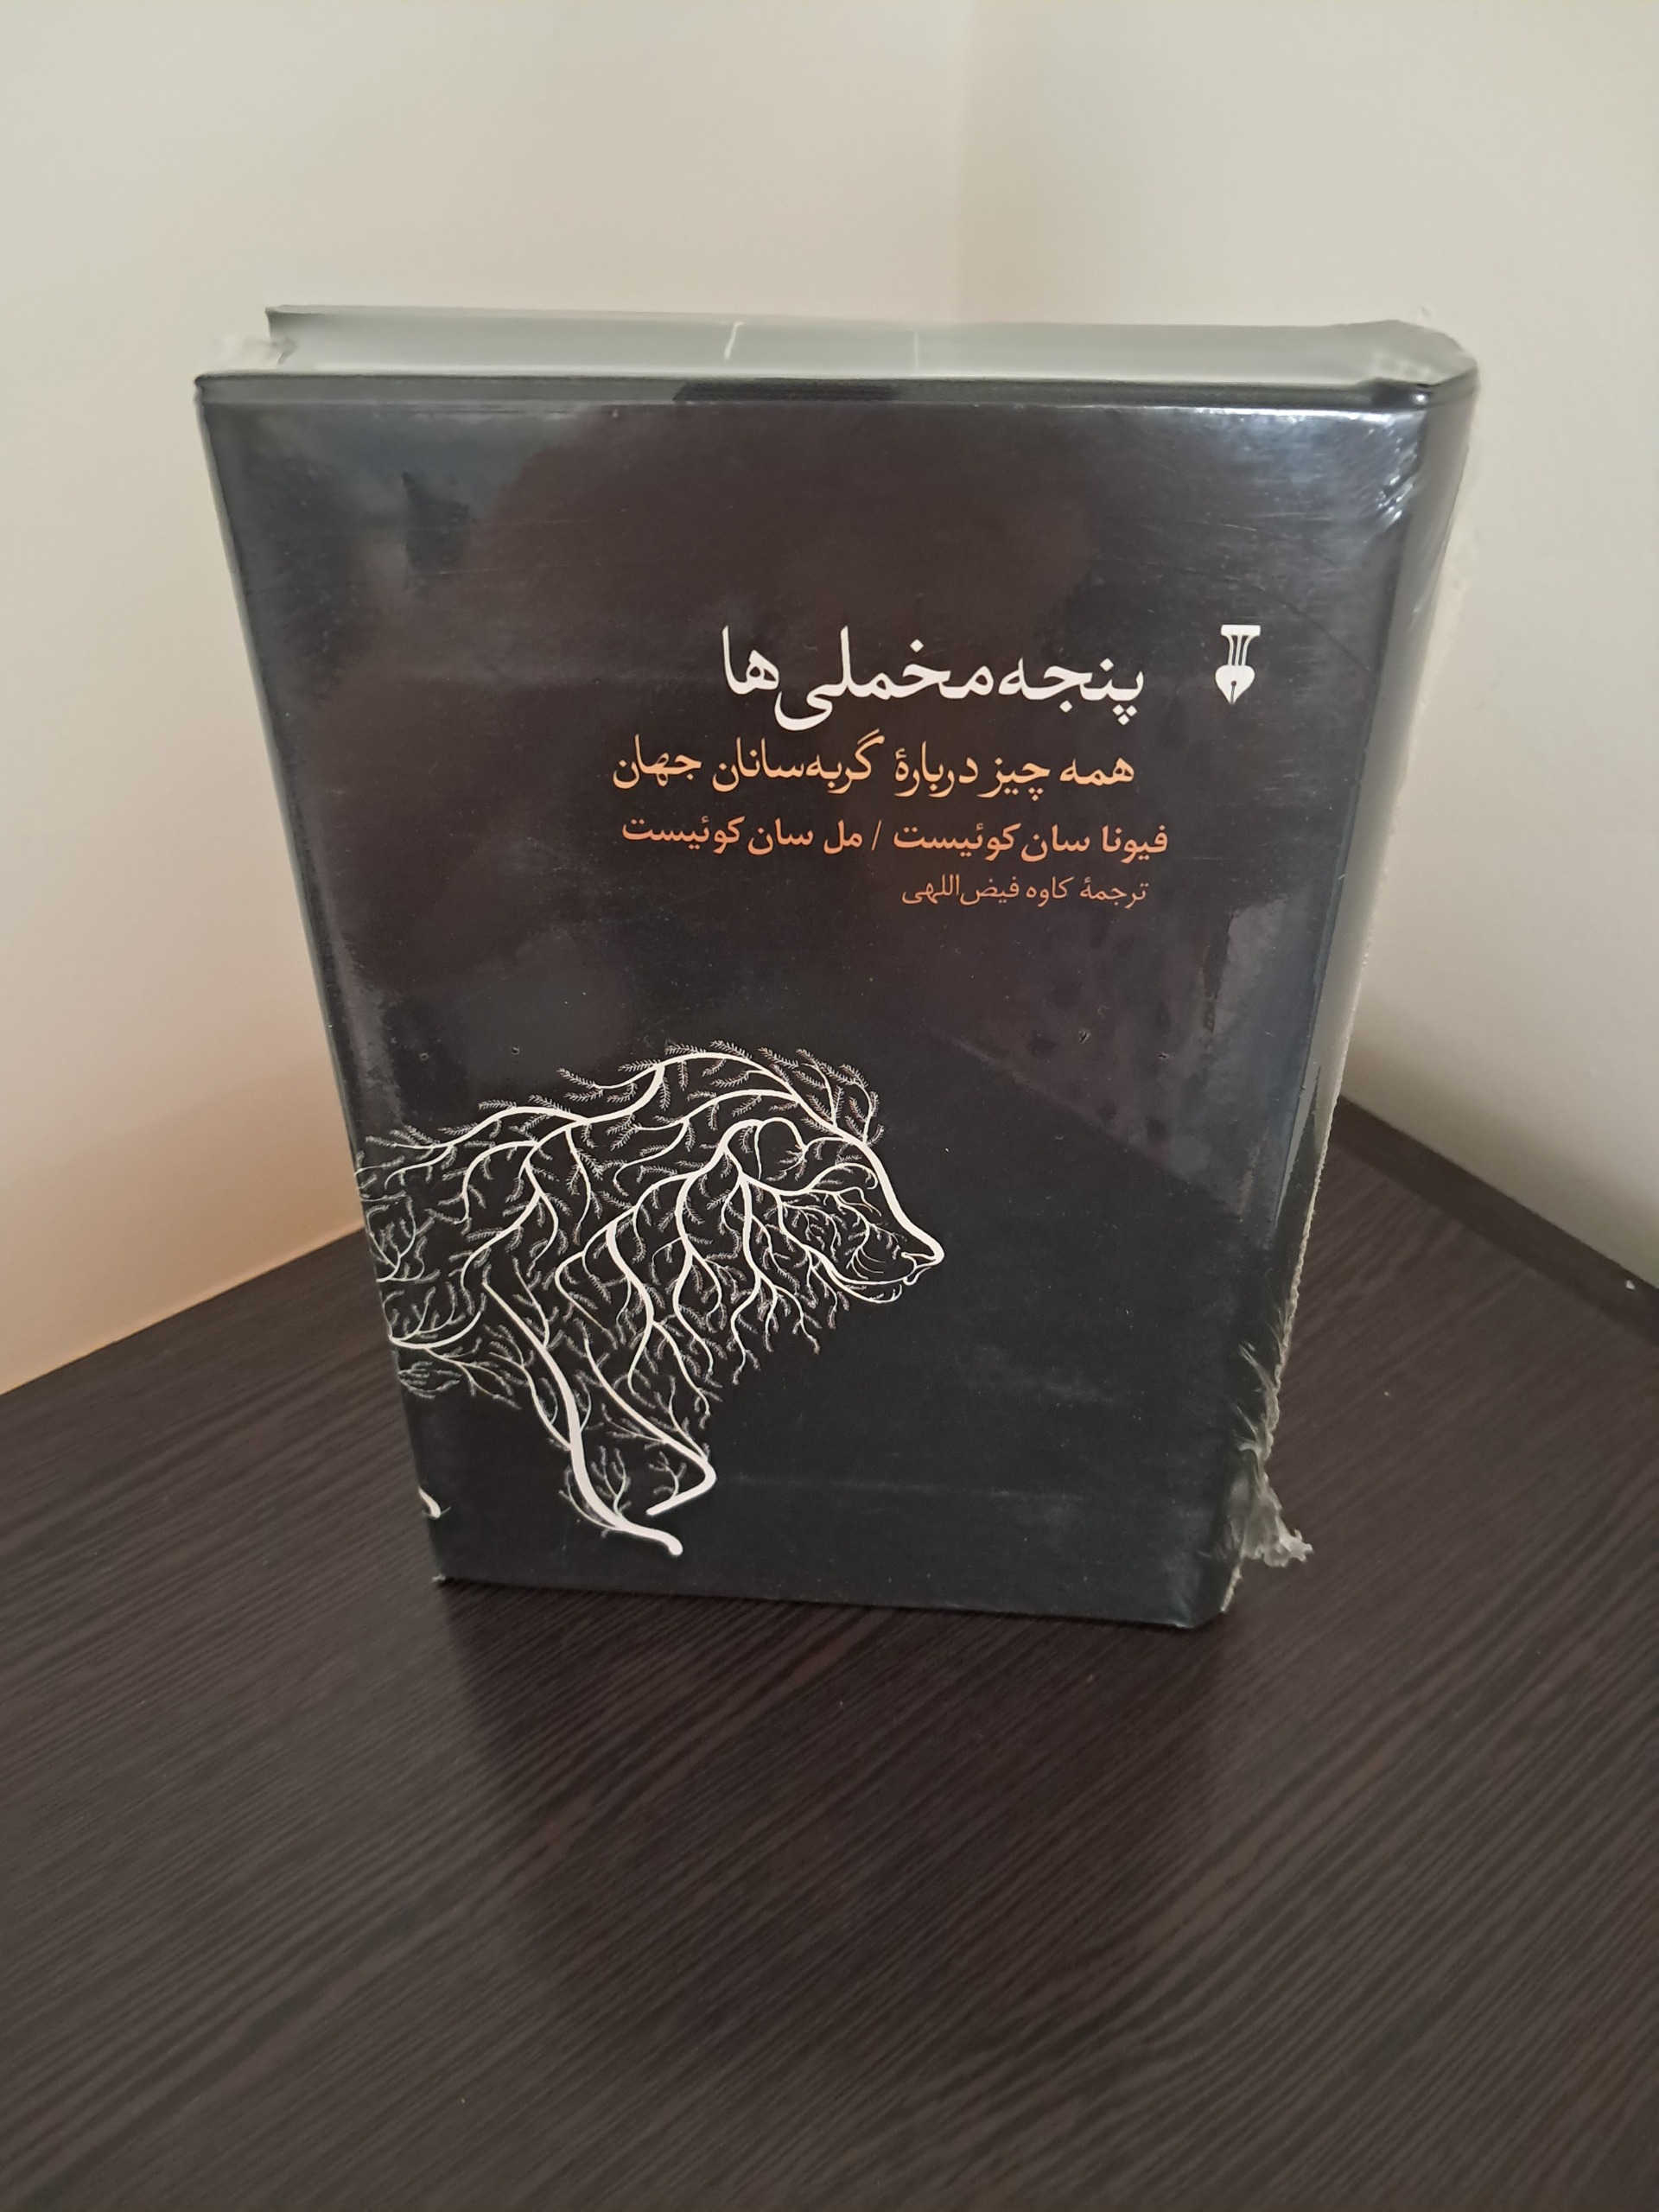 پنجه‌مخملی‌ها
همه چیز دربارهٔ گربه‌سانان جهان
فیونا سان‌کوئیست / مل سان‌کوئیست
ترجمهٔ کاوه فیض‌اللهی